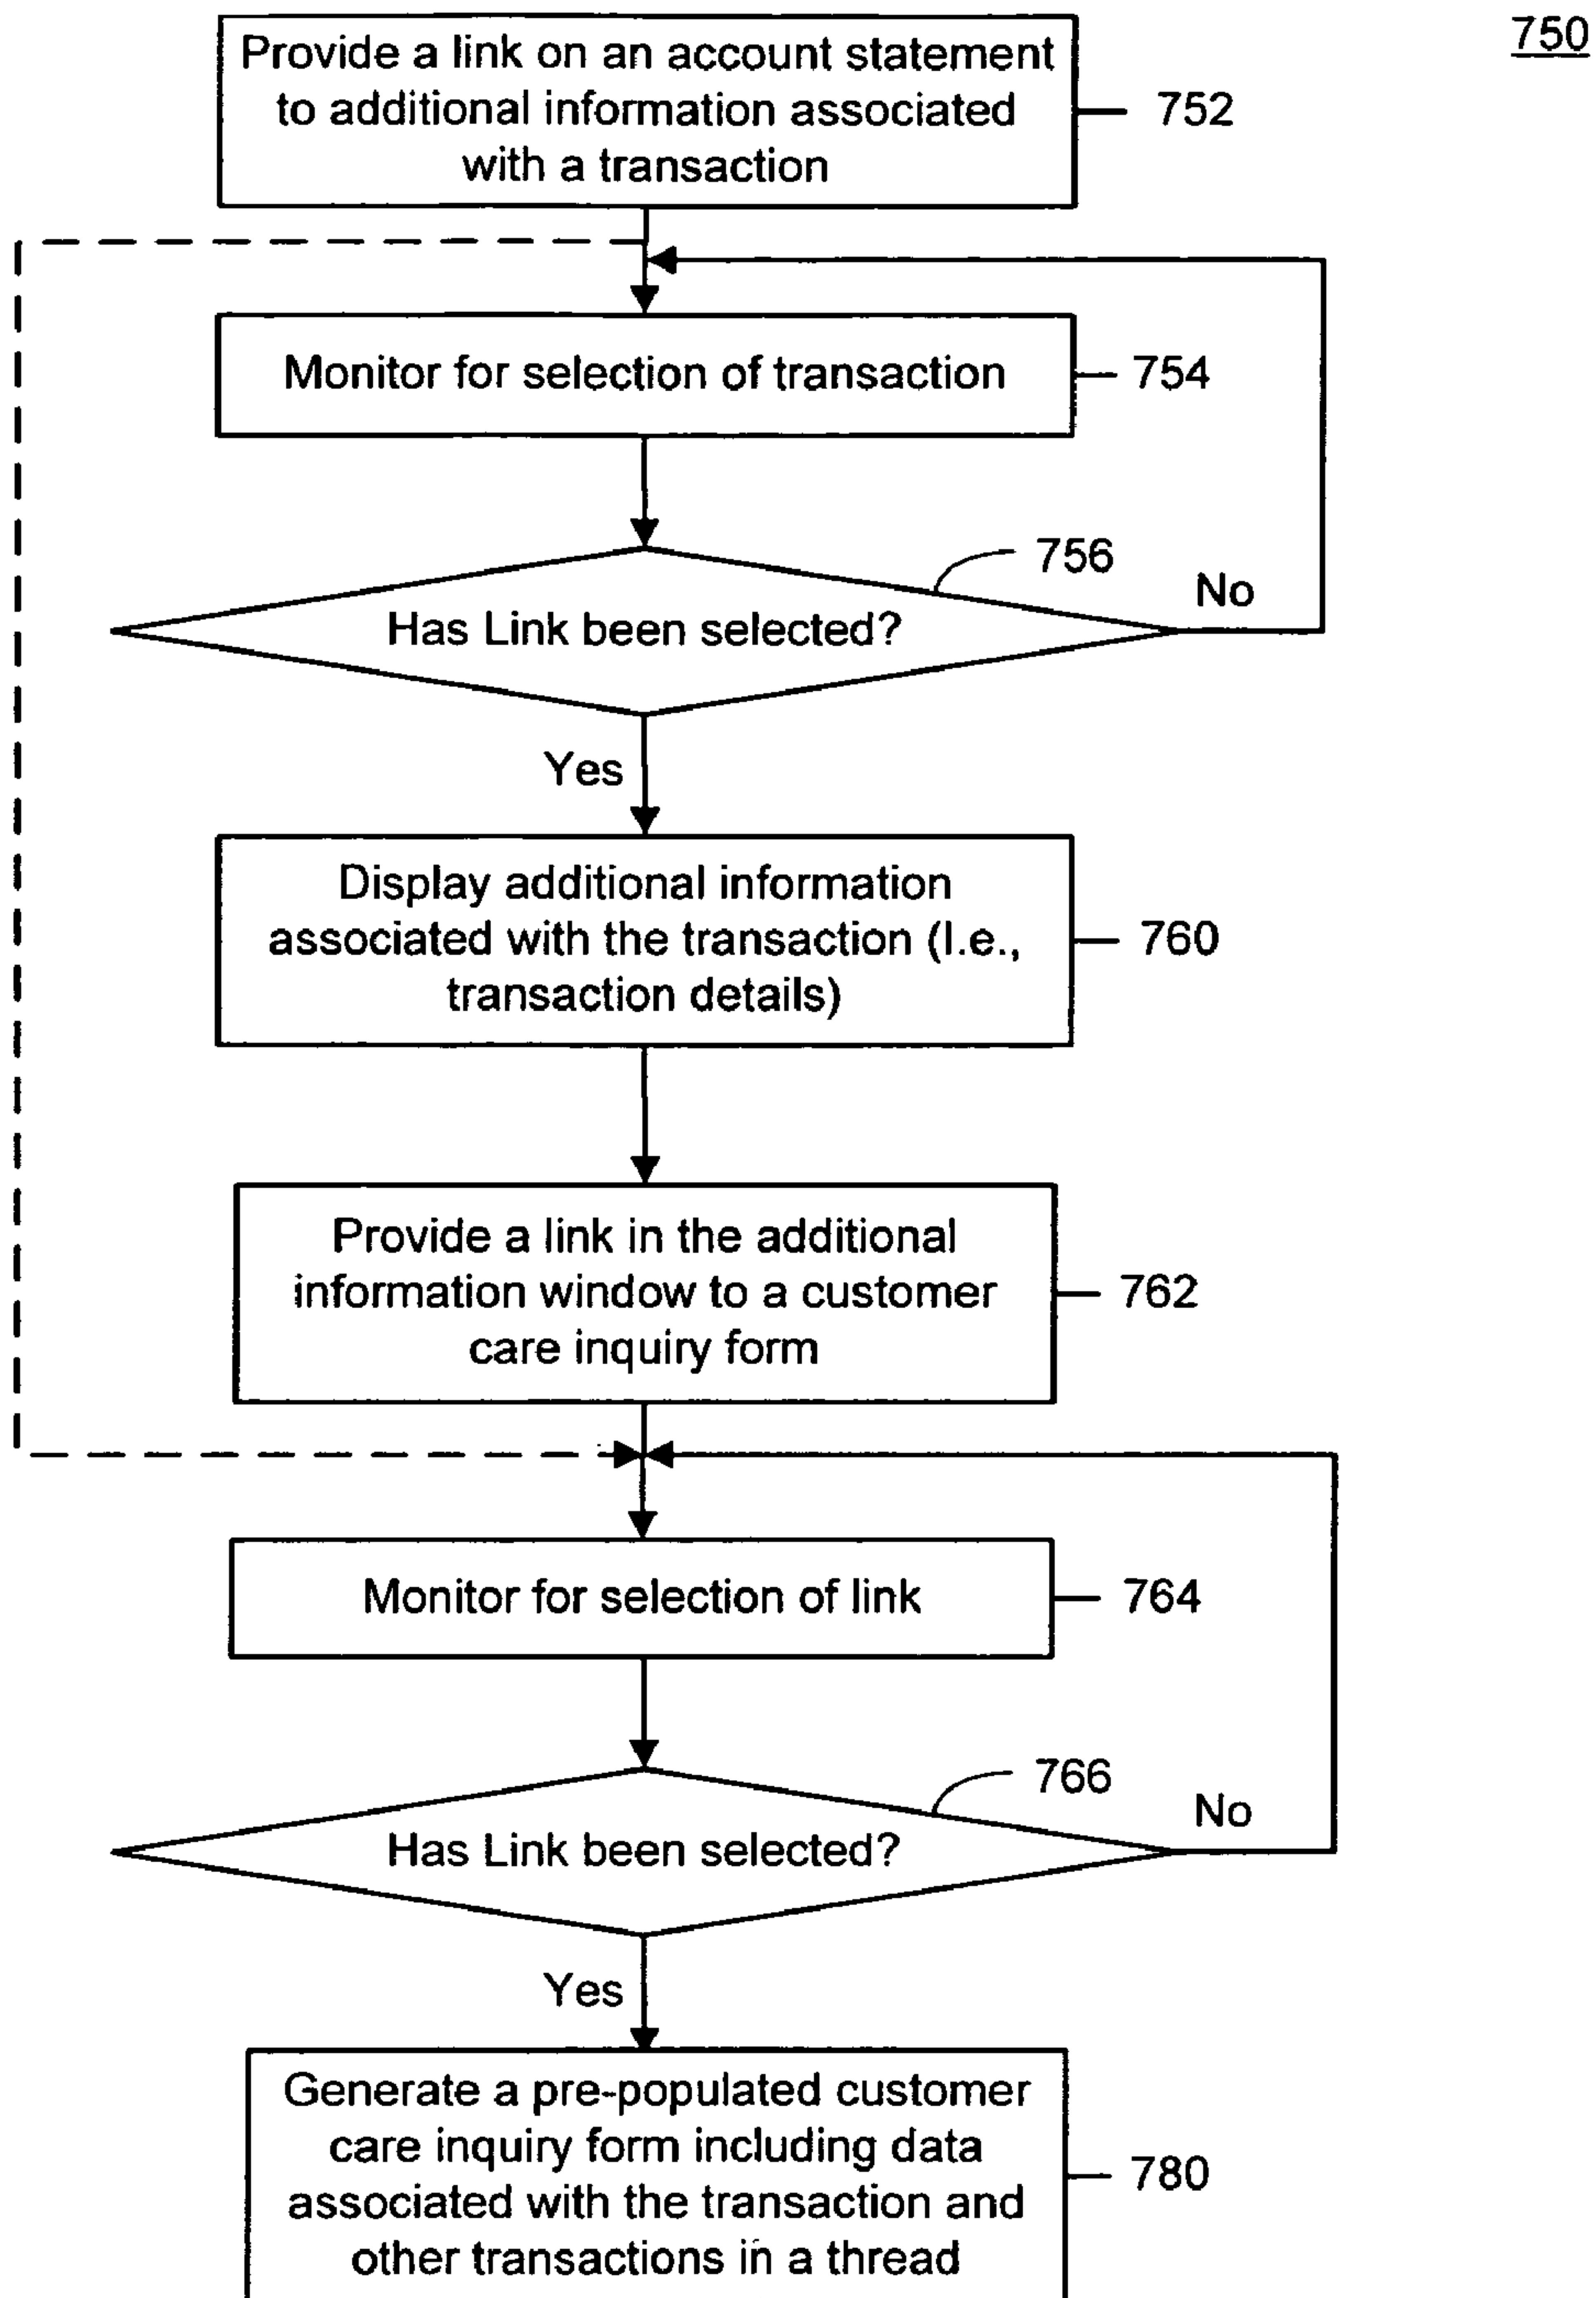 750
Provide a link on an account statement
to additional information associated
with a transaction
752
Monitor for selection of transaction
754
756
No
Has Link been selected?
Yes
Display additional information
associated with the transaction (I.e.,
transaction details)
760
Provide a link in the additional
information window to a customer
care inquiry form
762
Monitor for selection of link
764
766
No
Has Link been selected?
Yes
Generate a pre-populated customer
care inquiry form including data
associated with the transaction and
other transactions in a thread
780